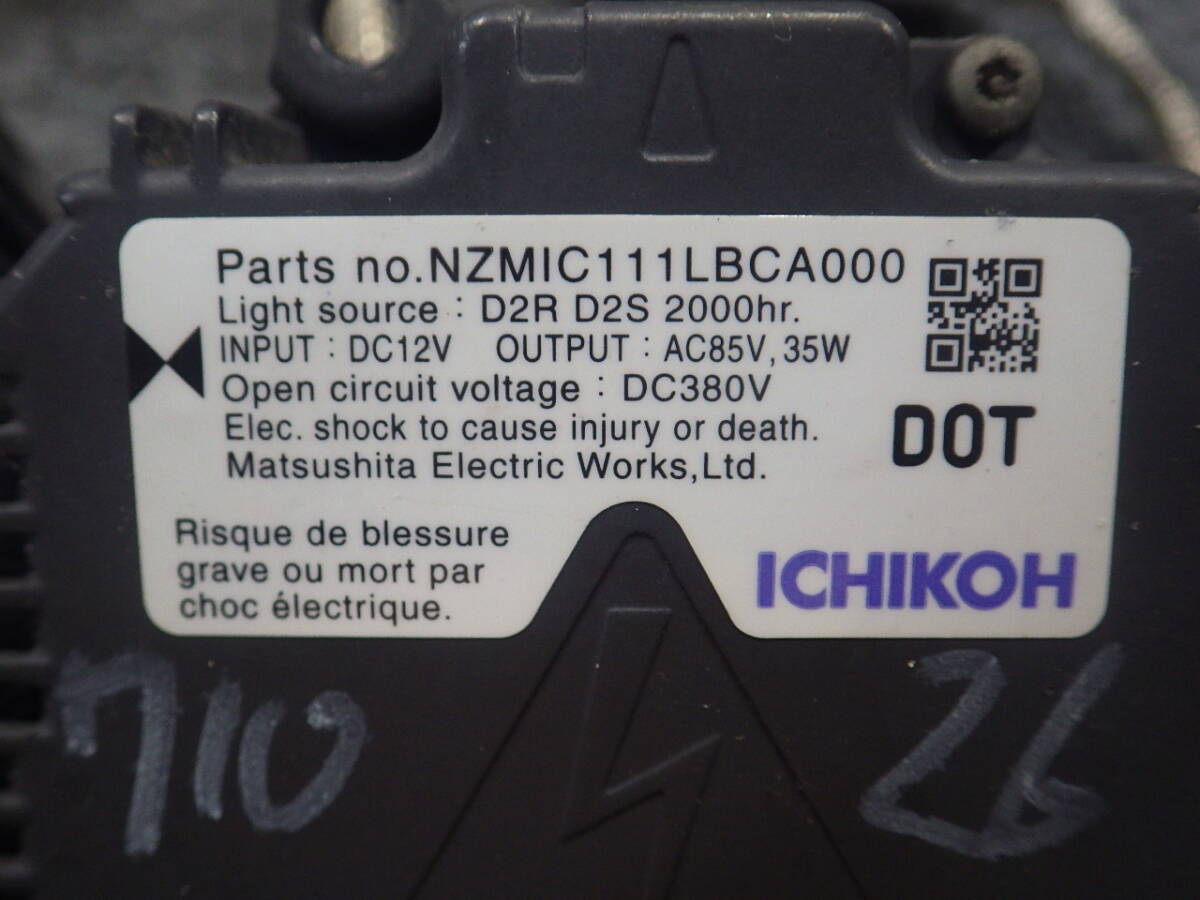 Parts no.NZMIC111LBCA000
Light source : D2R D2S 2000hr.
INPUT : DC12V OUTPUT : AC85V,35W
Open circuit voltage : DC380V
Elec. shock to cause injury or death.
Matsushita Electric Works,Ltd.
DOT
Risque de blessure
grave ou mort par
choc électrique.
ICHIKOH
710
26